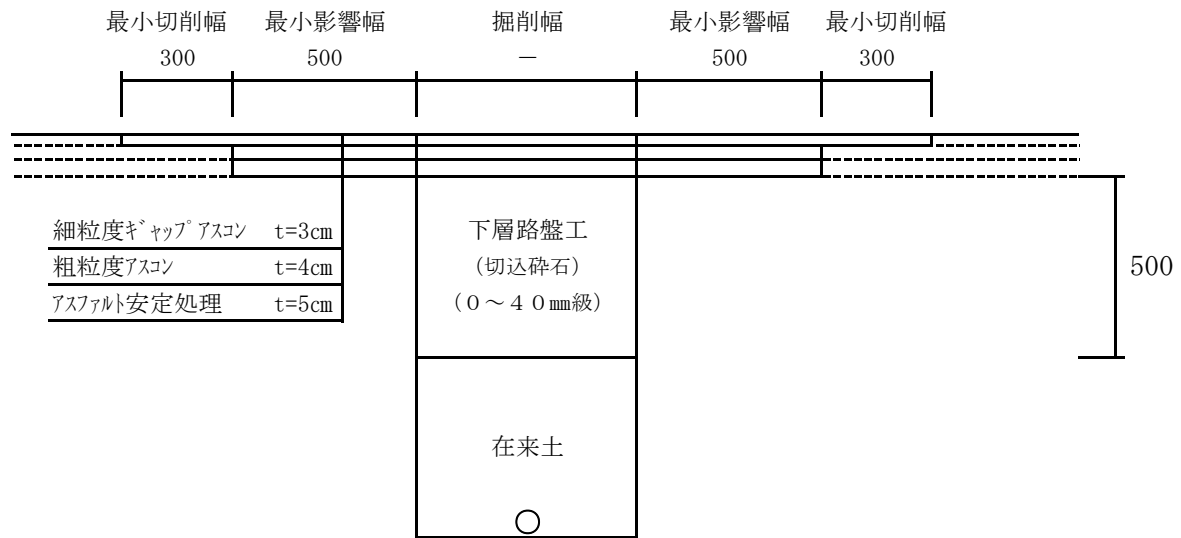 最小切削幅 最小影響幅 掘削幅 最小影響幅 最小切削幅
300 500 － 500 300
細粒度ｷﾞｬｯﾌﾟｱｽｺﾝ t=3㎝
粗粒度ｱｽｺﾝ t=4㎝
ｱｽﾌｧﾙﾄ安定処理 t=5㎝
下層路盤工
(切込砕石)
(０～４０㎜級)
500
在来土